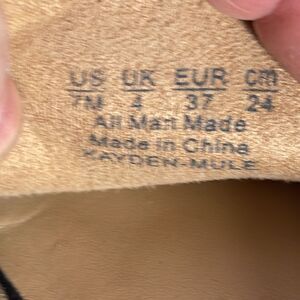 US UK EUR cm
7M 4 37 24
All Man Made
Made in China
KAYDEN-MULE